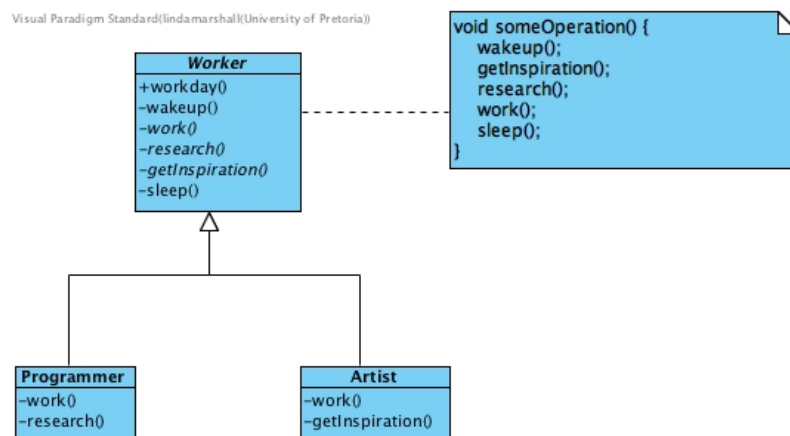 Visual Paradigm Standard(lindamarshall(University of Pretoria))
Worker
+workday()
-wakeup()
-work()
-research()
-getInspiration()
-sleep()
void someOperation() {
wakeup();
getInspiration();
research();
work();
sleep();
}
Programmer
-work()
-research()
Artist
-work()
-getInspiration()